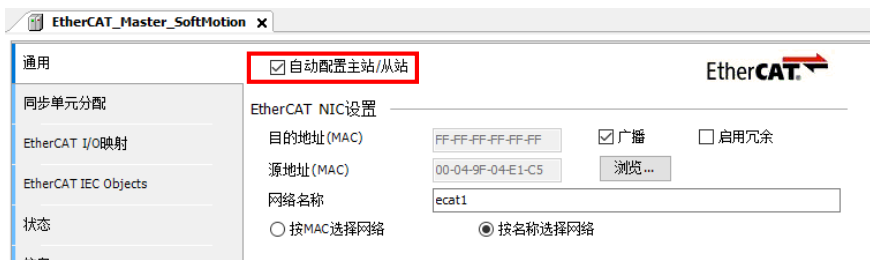 EtherCAT_Master_SoftMotion x
通用
自动配置主站/从站
EtherCAT.
同步单元分配
EtherCAT NIC设置
EtherCAT I/O映射
目的地址(MAC) FF-FF-FF-FF-FF-FF 广播 启用冗余
源地址(MAC) 00-04-9F-04-E1-C5 浏览...
EtherCAT IEC Objects
网络名称 ecat1
状态
按MAC选择网络 按名称选择网络